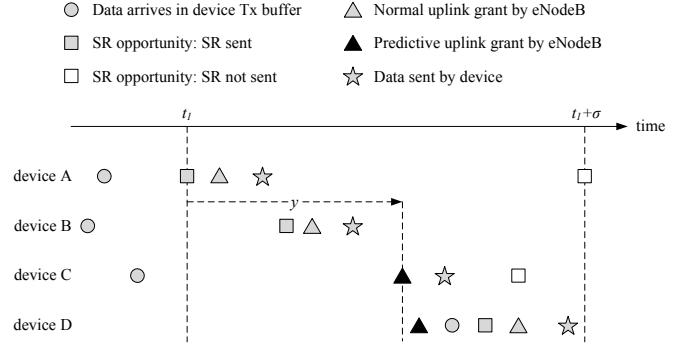 Data arrives in device Tx buffer
Normal uplink grant by eNodeB
SR opportunity: SR sent
Predictive uplink grant by eNodeB
SR opportunity: SR not sent
Data sent by device
t1
t1+σ
time
device A
y
device B
device C
device D